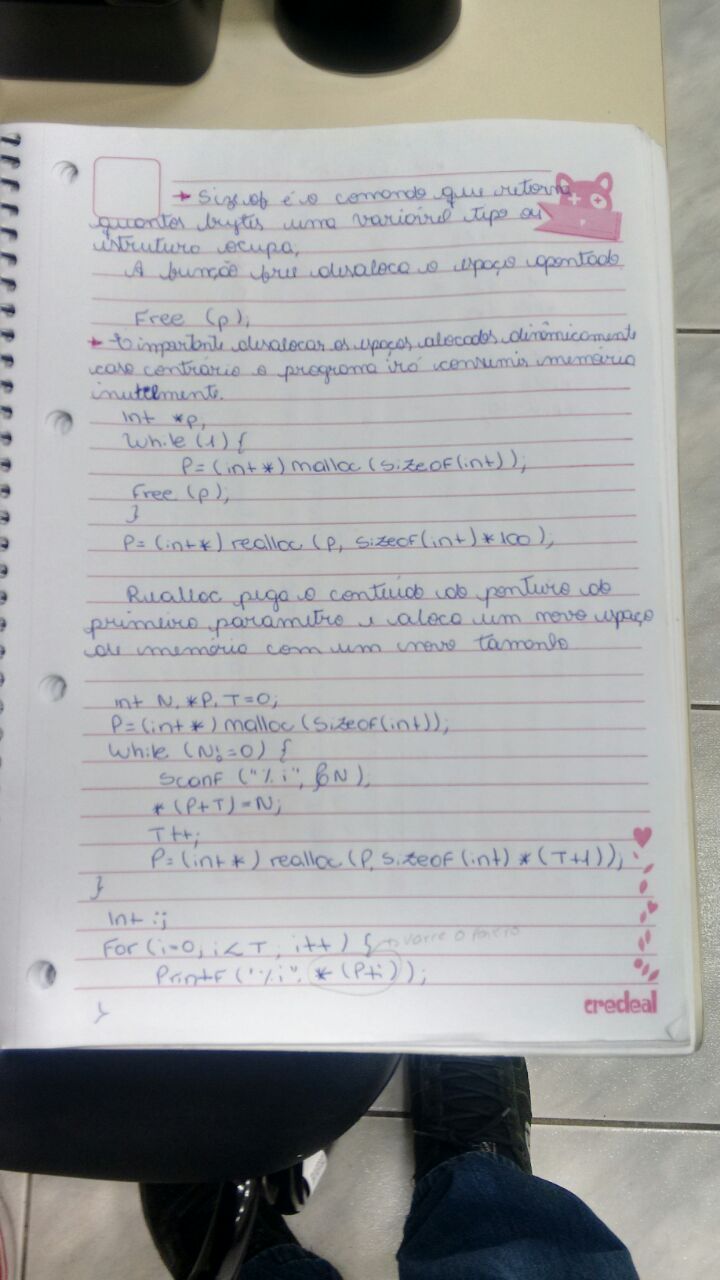 → Sizeof é o comando que retorna
quantos bytes uma variável tipo ou
estrutura ocupa,
A função free desaloca o espaço apontado
Free (p);
→ É importante desalocar os espaços alocados dinâmicamente
caso contrário o programa irá consumir memória
inutilmente.
Int *p,
While (1) {
P= (int *) malloc (sizeof(int));
Free (p);
}
P= (int *) realloc (P, sizeof(int) * 100);
Realloc pega o conteúdo do ponteiro do
primeiro parametro e aloca um novo espaço
de memória com um novo tamanho
int N, *P, T=0;
P= (int *) malloc (sizeof(int));
While (N!=0) {
Scanf ("%i", &N);
* (P+T) = N;
T++;
P= (int *) realloc (P, sizeof (int) * (T+1));
}
Int i;
For (i=0; i< T; i++) { → varre o
Printf ("%i", * (P+i));
}
credeal